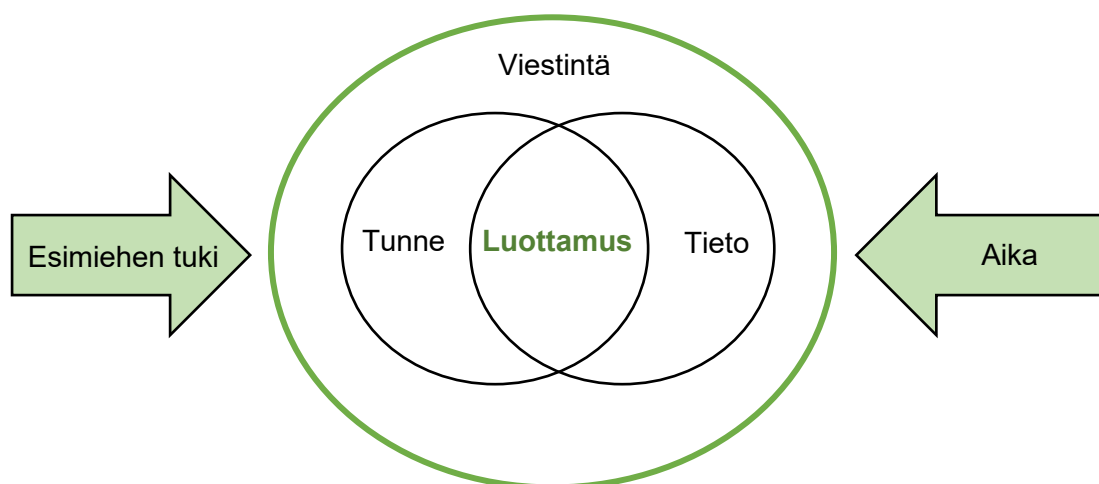 Viestintä
Esimiehen tuki
Tunne
Luottamus
Tieto
Aika